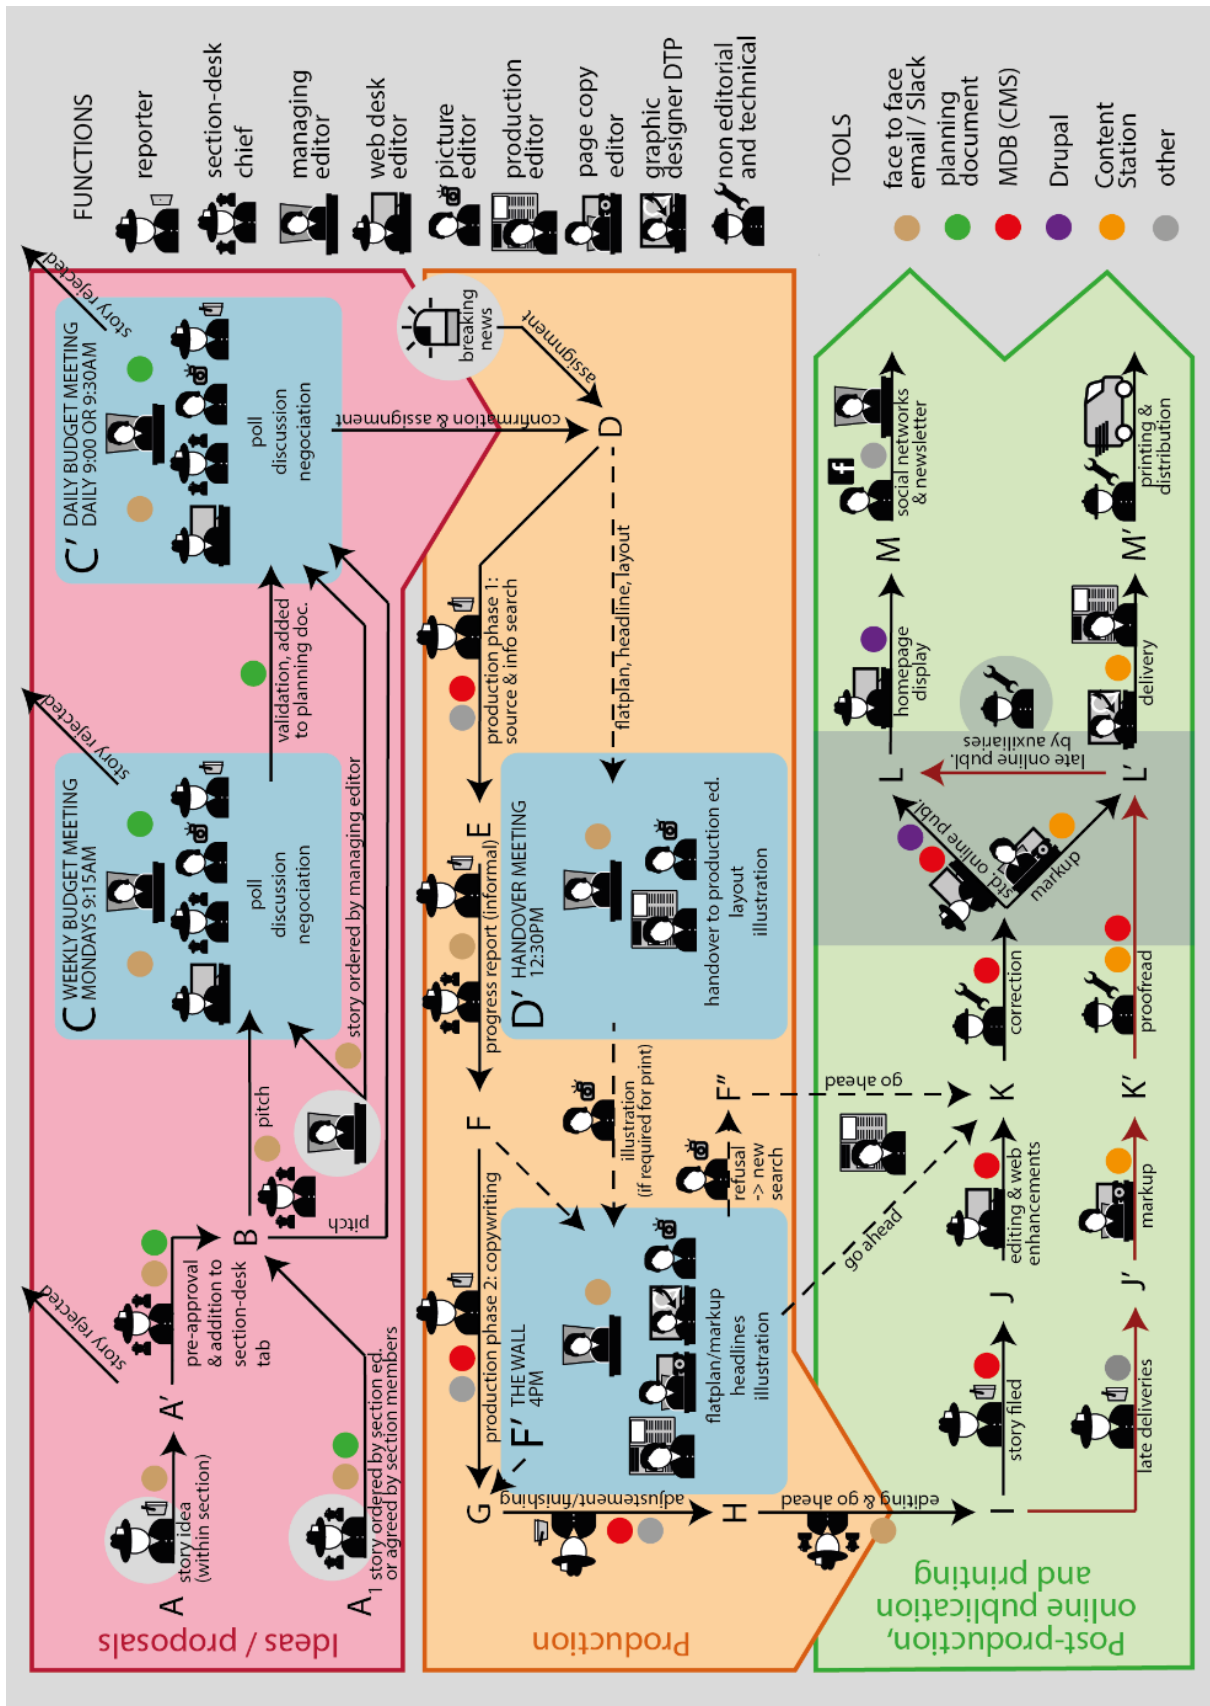 Ideas / proposals
A
story idea
(within section)
A'
story rejected
pre-approval
& addition to
section-desk
tab
A1
story ordered by section ed.
or agreed by section members
B
pitch
pitch
story ordered by managing editor
C
WEEKLY BUDGET MEETING
MONDAYS 9:15AM
poll
discussion
negociation
story rejected
validation, added
to planning doc.
C'
DAILY BUDGET MEETING
DAILY 9:00 OR 9:30AM
poll
discussion
negociation
story rejected
confirmation & assignment
Production
breaking
news
assignment
D
production phase 1:
source & info search
flatplan, headline, layout
E
progress report (informal)
D'
HANDOVER MEETING
12:30PM
handover to production ed.
layout
illustration
F
illustration
(if required for print)
production phase 2: copywriting
F'
THE WALL
4PM
flatplan/markup
headlines
illustration
refusal
-> new
search
F"
go ahead
go ahead
G
adjustement/finishing
H
editing & go ahead
Post-production,
online publication
and printing
I
story filed
J
editing & web
enhancements
K
correction
std. online publ.
markup
L
homepage
display
M
social networks
& newsletter
f
late deliveries
J'
markup
K'
proofread
L'
late online publ.
by auxiliaries
delivery
M'
printing &
distribution
FUNCTIONS
reporter
section-desk
chief
managing
editor
web desk
editor
picture
editor
production
editor
page copy
editor
graphic
designer DTP
non editorial
and technical
TOOLS
face to face
email / Slack
planning
document
MDB (CMS)
Drupal
Content
Station
other